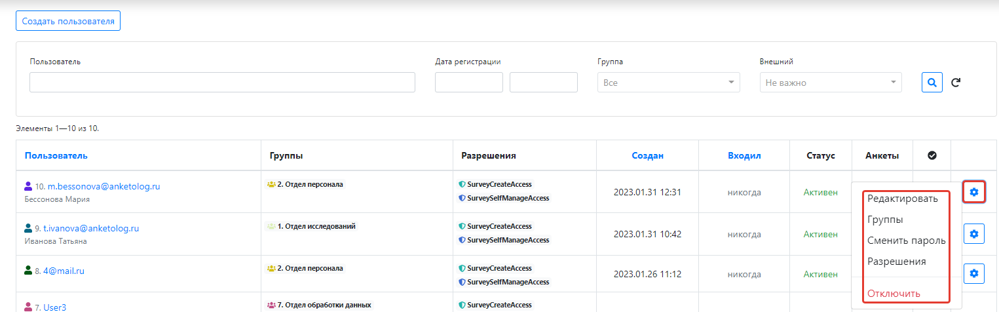 Создать пользователя
Пользователь Дата регистрации Группа Внешний
Все Не важно
Элементы 1—10 из 10.
Пользователь Группы Разрешения Создан Входил Статус Анкеты
10. m.bessonova@anketolog.ru 2. Отдел персонала SurveyCreateAccess
Бессонова Мария SurveySelfManageAccess 2023.01.31 12:31 никогда Активен
9. t.ivanova@anketolog.ru 1. Отдел исследований SurveyCreateAccess
Иванова Татьяна SurveySelfManageAccess 2023.01.31 10:42 никогда Активен
8. 4@mail.ru 2. Отдел персонала SurveyCreateAccess
SurveySelfManageAccess 2023.01.26 11:12 никогда Активен
7. User3 7. Отдел обработки данных SurveyCreateAccess
Редактировать
Группы
Сменить пароль
Разрешения
Отключить